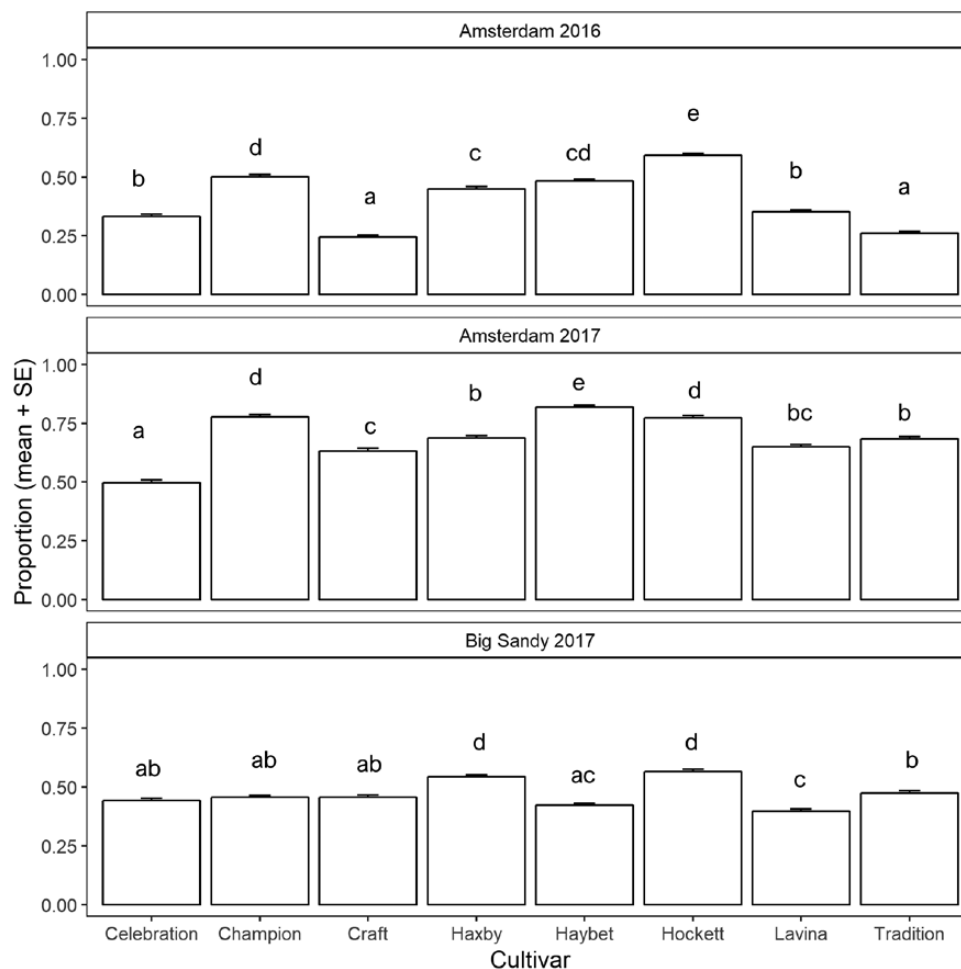 Amsterdam 2016
1.00
0.75
0.50
0.25
0.00
b d a c cd e b a
Amsterdam 2017
1.00
0.75
0.50
0.25
0.00
a d c b e d bc b
Proportion (mean + SE)
Big Sandy 2017
1.00
0.75
0.50
0.25
0.00
ab ab ab d ac d c b
Celebration Champion Craft Haxby Haybet Hockett Lavina Tradition
Cultivar